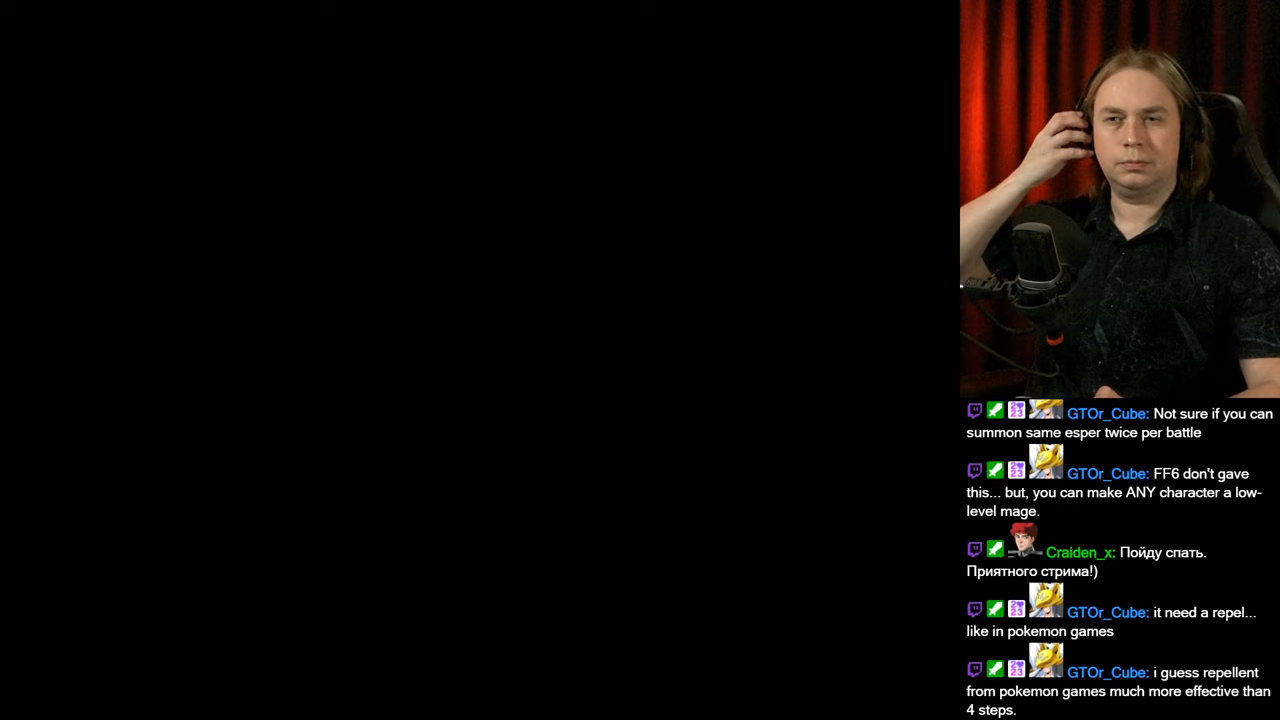 GTOr_Cube: Not sure if you can
summon same esper twice per battle
GTOr_Cube: FF6 don't gave
this... but, you can make ANY character a low-
level mage.
Craiden_x: Пойду спать.
Приятного стрима!)
GTOr_Cube: it need a repel...
like in pokemon games
GTOr_Cube: i guess repellent
from pokemon games much more effective than
4 steps.